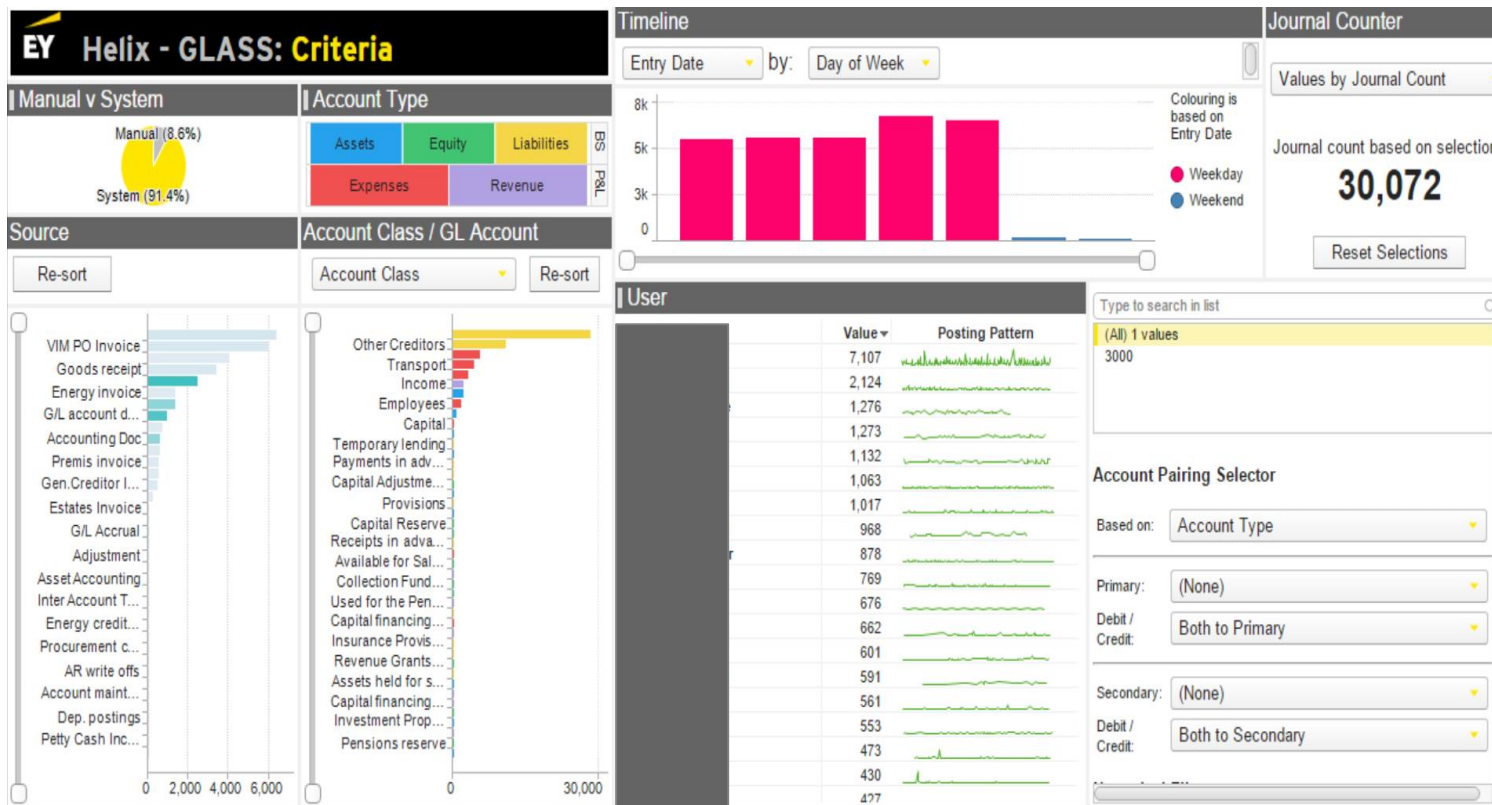 EY Helix - GLASS: Criteria
Manual v System
Manual (8.6%)
System (91.4%)
Account Type
Assets
Equity
Liabilities
BS
Expenses
Revenue
P&L
Source
Re-sort
VIM PO Invoice
Goods receipt
Energy invoice
G/L account d...
Accounting Doc
Premis invoice
Gen.Creditor I...
Estates Invoice
G/L Accrual
Adjustment
Asset Accounting
Inter Account T...
Energy credit...
Procurement c...
AR write offs
Account maint...
Dep. postings
Petty Cash Inc...
0 2,000 4,000 6,000
Account Class / GL Account
Account Class
Re-sort
Other Creditors
Transport
Income
Employees
Capital
Temporary lending
Payments in adv...
Capital Adjustme...
Provisions
Capital Reserve
Receipts in adva...
Available for Sal...
Collection Fund...
Used for the Pen...
Capital financing...
Insurance Provis...
Revenue Grants...
Assets held for s...
Capital financing...
Investment Prop...
Pensions reserve
0 30,000
Timeline
Entry Date by: Day of Week
8k
5k
3k
0
Colouring is
based on
Entry Date
Weekday
Weekend
Journal Counter
Values by Journal Count
Journal count based on selection
30,072
Reset Selections
User
Value Posting Pattern
7,107
2,124
1,276
1,273
1,132
1,063
1,017
968
878
769
676
662
601
591
561
553
473
430
427
Type to search in list
(All) 1 values
3000
Account Pairing Selector
Based on: Account Type
Primary: (None)
Debit /
Credit:
Both to Primary
Secondary: (None)
Debit /
Credit:
Both to Secondary